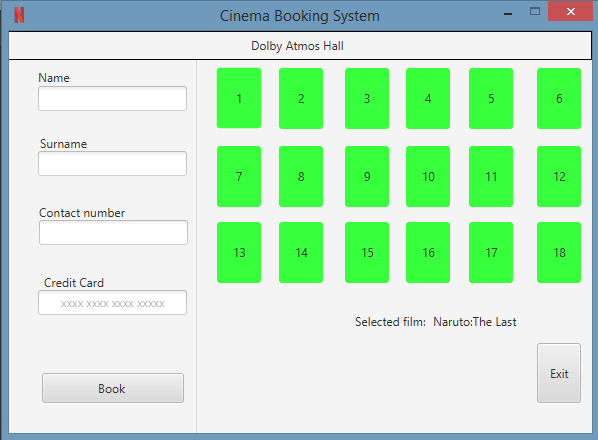 Cinema Booking System
Dolby Atmos Hall
Name
Surname
Contact number
Credit Card
xxxx xxxx xxxx xxxxx
Book
1 2 3 4 5 6
7 8 9 10 11 12
13 14 15 16 17 18
Selected film: Naruto:The Last
Exit